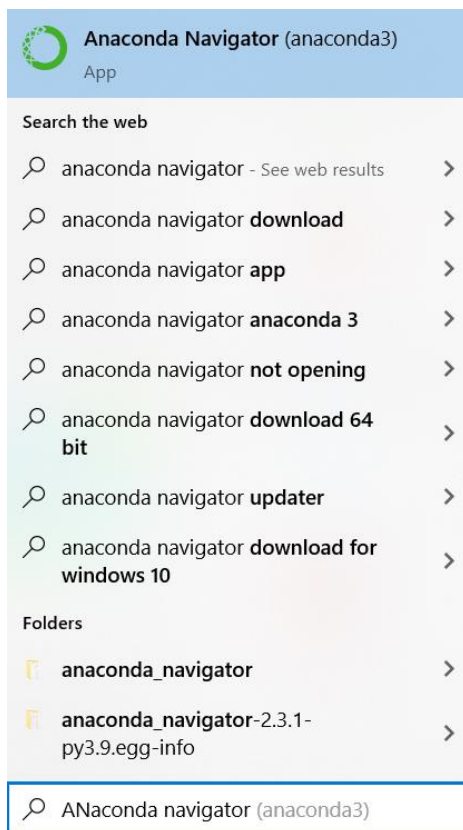 Anaconda Navigator (anaconda3)
App
Search the web
anaconda navigator - See web results
anaconda navigator download
anaconda navigator app
anaconda navigator anaconda 3
anaconda navigator not opening
anaconda navigator download 64
bit
anaconda navigator updater
anaconda navigator download for
windows 10
Folders
anaconda_navigator
anaconda_navigator-2.3.1-
py3.9.egg-info
ANaconda navigator (anaconda3)